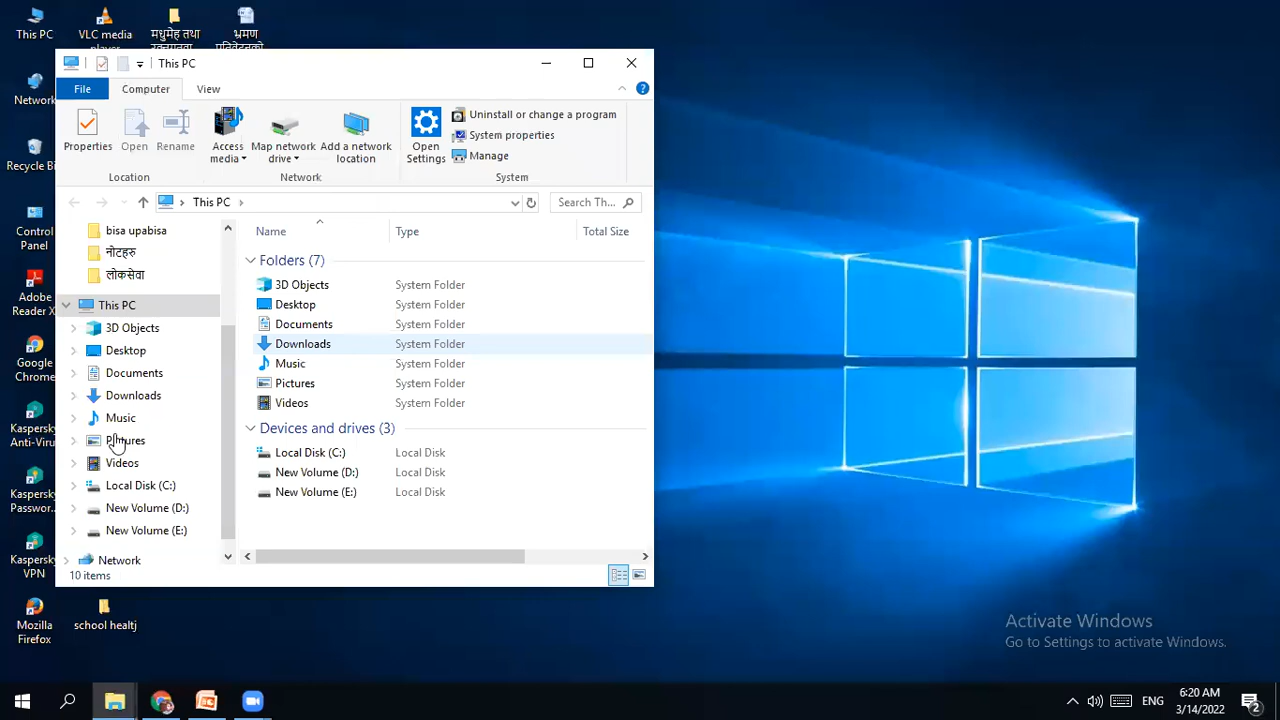 This PC
VLC media
player
मधुमेह तथा
भ्रमण
This PC
File
Computer
View
Network
Recycle Bi
Control
Panel
Adobe
Reader X
Google
Chrome
Kaspersky
Anti-Viru
Kaspersky
Passwor..
Kaspersky
VPN
Mozilla
Firefox
school healtj
Properties
Open
Rename
Access
media
Map network
drive
Add a network
location
Open
Settings
Uninstall or change a program
System properties
Manage
Location
Network
System
This PC
Search Th...
bisa upabisa
नोटहरु
लोकसेवा
This PC
3D Objects
Desktop
Documents
Downloads
Music
Pictures
Videos
Local Disk (C:)
New Volume (D:)
New Volume (E:)
Network
Name Type Total Size
Folders (7)
3D Objects System Folder
Desktop System Folder
Documents System Folder
Downloads System Folder
Music System Folder
Pictures System Folder
Videos System Folder
Devices and drives (3)
Local Disk (C:) Local Disk
New Volume (D:) Local Disk
New Volume (E:) Local Disk
10 items
Activate Windows
Go to Settings to activate Windows.
ENG
6:20 AM
3/14/2022
2